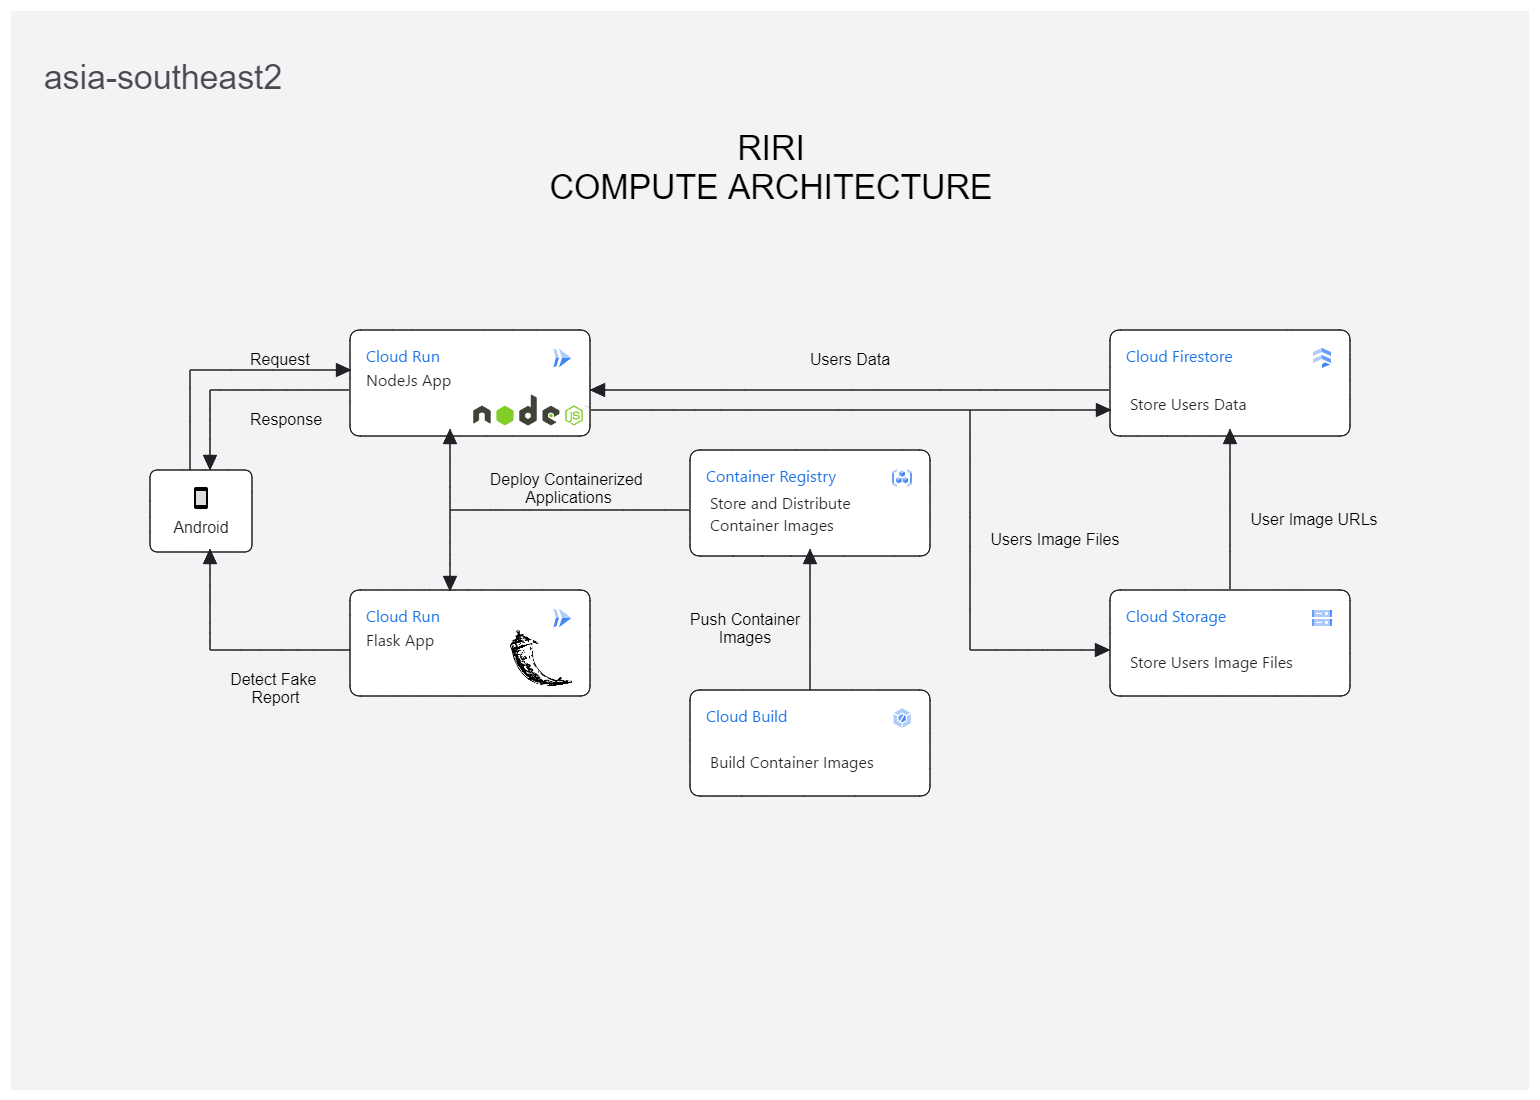 asia-southeast2
RIRI
COMPUTE ARCHITECTURE
Request
Response
Cloud Run
NodeJs App
node
JS
Users Data
Cloud Firestore
Store Users Data
Android
Deploy Containerized
Applications
Container Registry
Store and Distribute
Container Images
Users Image Files
User Image URLs
Cloud Run
Flask App
Detect Fake
Report
Push Container
Images
Cloud Storage
Store Users Image Files
Cloud Build
Build Container Images